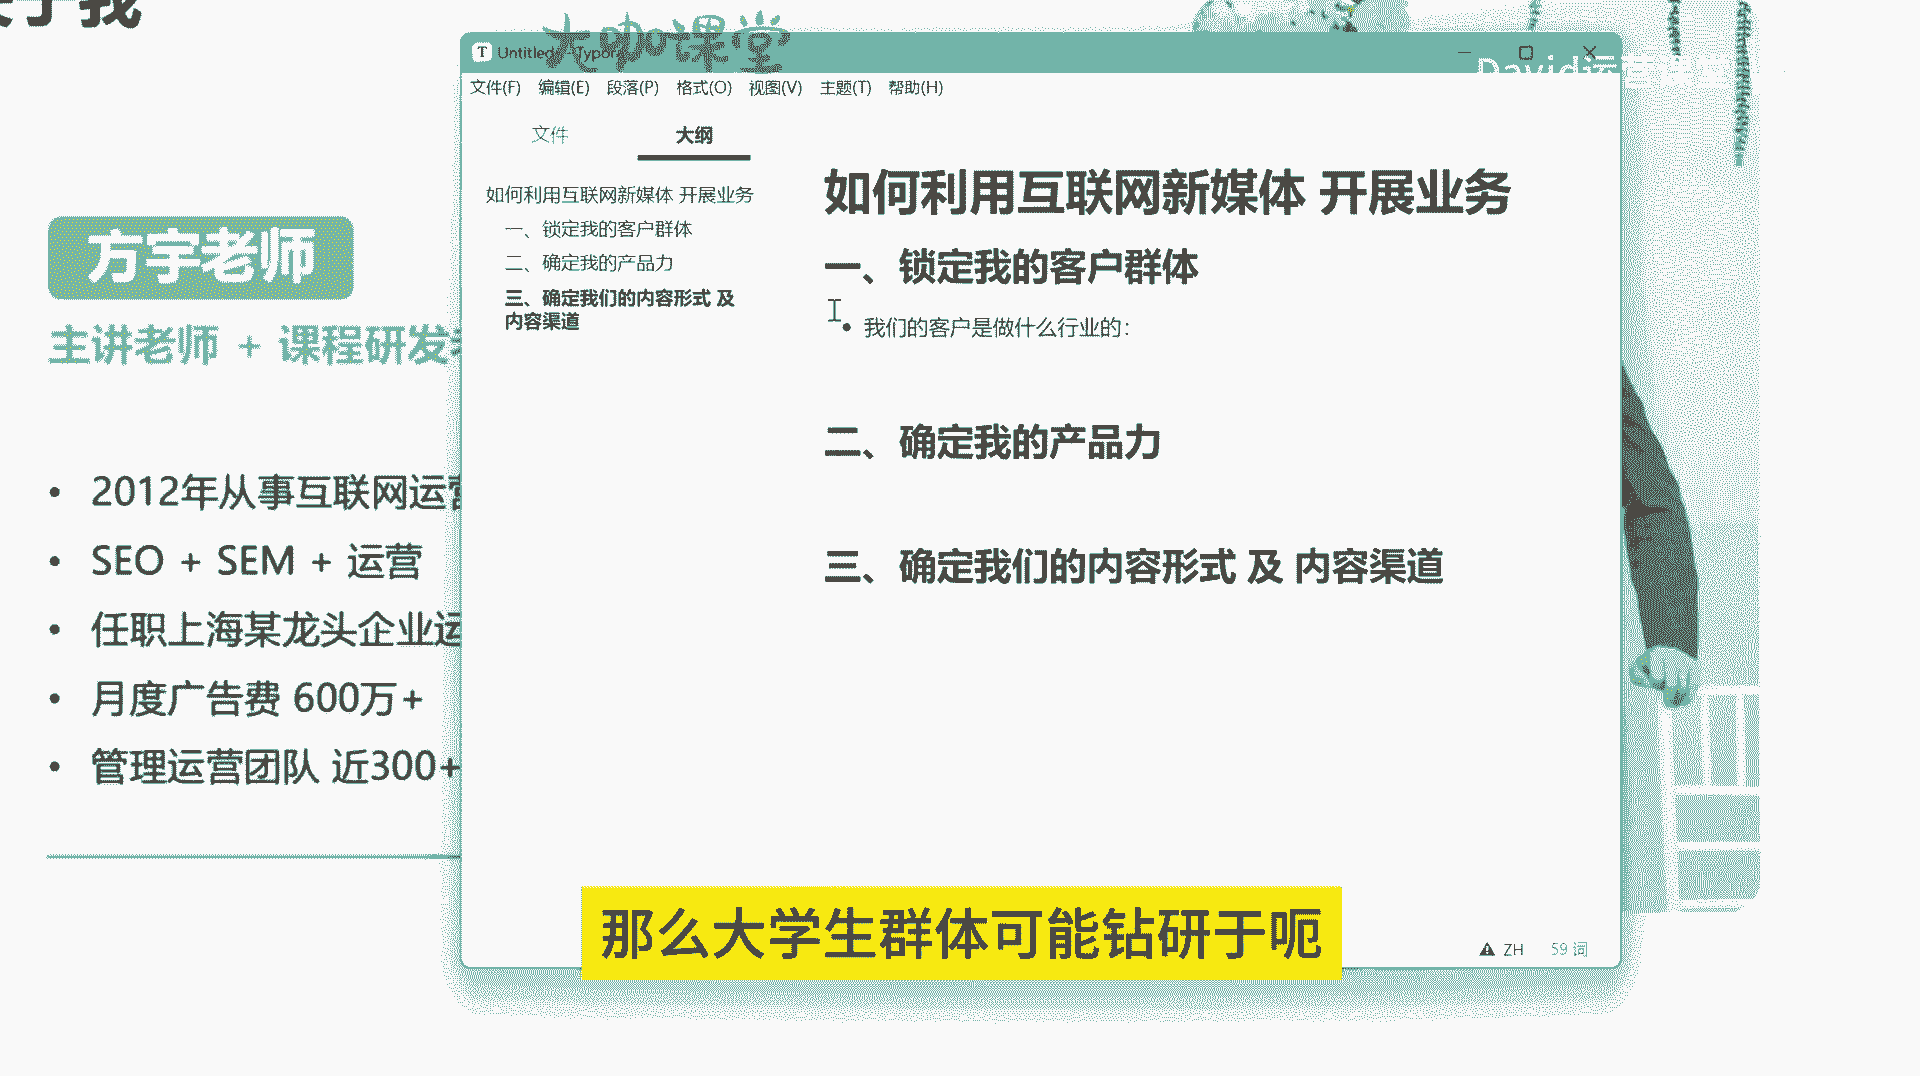 关于我
大咖课堂
Untitled - Typora
David运营课堂
文件(F) 编辑(E) 段落(P) 格式(O) 视图(V) 主题(T) 帮助(H)
文件 大纲
如何利用互联网新媒体 开展业务
一、锁定我的客户群体
二、确定我的产品力
三、确定我们的内容形式 及
内容渠道
如何利用互联网新媒体 开展业务
一、锁定我的客户群体
我们的客户是做什么行业的：
二、确定我的产品力
三、确定我们的内容形式 及 内容渠道
方宇老师
主讲老师 + 课程研发
2012年从事互联网运营
SEO + SEM + 运营
任职上海某龙头企业运
月度广告费 600万+
管理运营团队 近300+
那么大学生群体可能钻研于呃
ZH 59 词